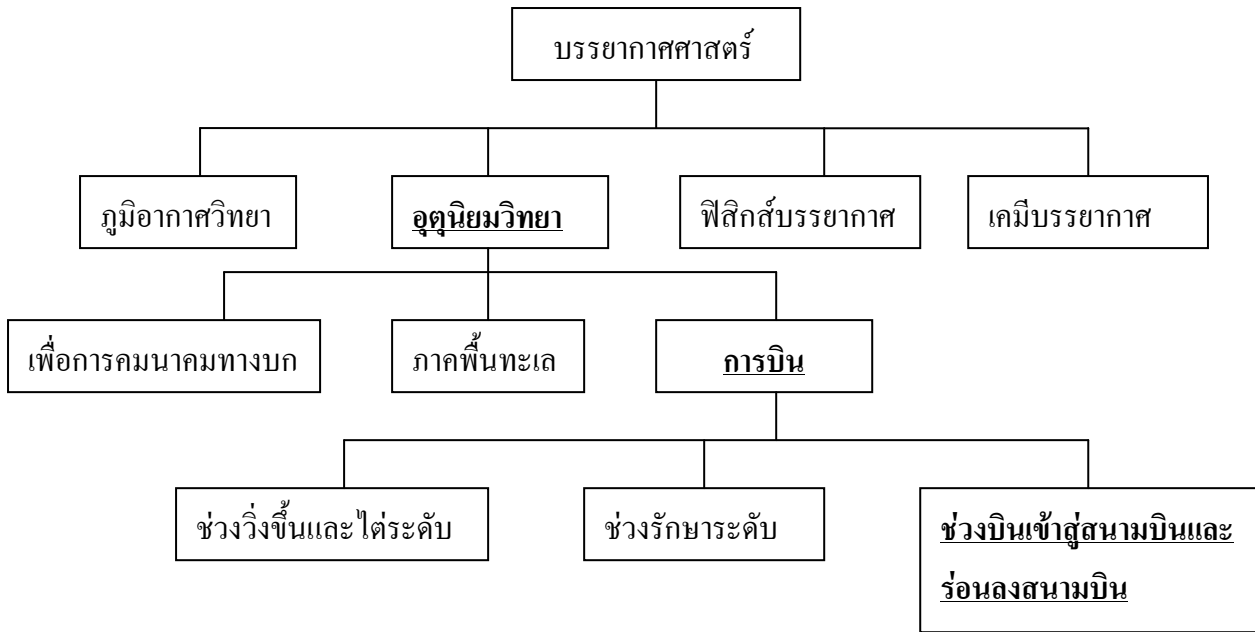 บรรยากาศศาสตร์
ภูมิอากาศวิทยา
อุตุนิยมวิทยา
ฟิสิกส์บรรยากาศ
เคมีบรรยากาศ
เพื่อการคมนาคมทางบก
ภาคพื้นทะเล
การบิน
ช่วงวิ่งขึ้นและไต่ระดับ
ช่วงรักษาระดับ
ช่วงบินเข้าสู่สนามบินและ
ร่อนลงสนามบิน